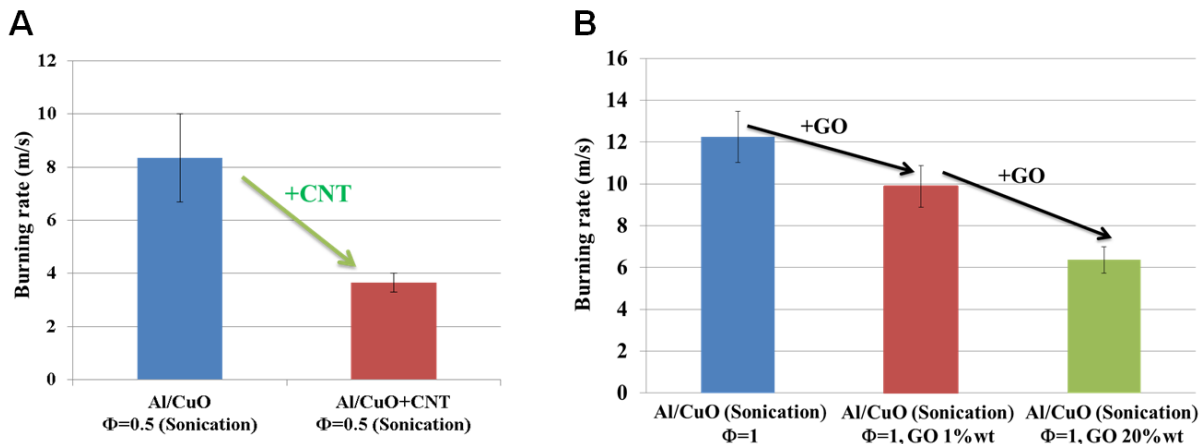 A
Burning rate (m/s)
12
10
8
6
4
2
0
+CNT
Al/CuO
Φ=0.5 (Sonication)
Al/CuO+CNT
Φ=0.5 (Sonication)
B
Burning rate (m/s)
16
14
12
10
8
6
4
2
0
+GO
+GO
Al/CuO (Sonication)
Φ=1
Al/CuO (Sonication)
Φ=1, GO 1%wt
Al/CuO (Sonication)
Φ=1, GO 20%wt